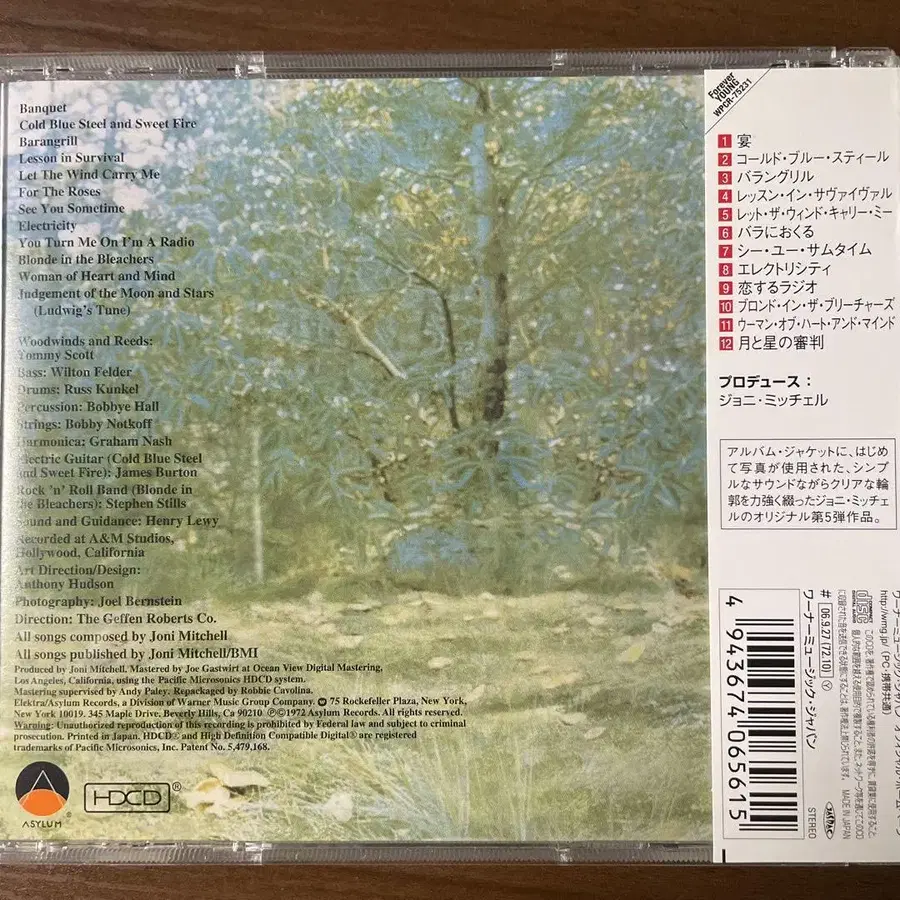 Banquet
Cold Blue Steel and Sweet Fire
Barangrill
Lesson in Survival
Let The Wind Carry Me
For The Roses
See You Sometime
Electricity
You Turn Me On I'm A Radio
Blonde in the Bleachers
Woman of Heart and Mind
Judgement of the Moon and Stars
(Ludwig's Tune)
Woodwinds and Reeds:
Tommy Scott
Bass: Wilton Felder
Drums: Russ Kunkel
Percussion: Bobbye Hall
Strings: Bobby Notkoff
Harmonica: Graham Nash
Electric Guitar (Cold Blue Steel
and Sweet Fire): James Burton
Rock 'n' Roll Band (Blonde in
the Bleachers): Stephen Stills
Sound and Guidance: Henry Lewy
Recorded at A&M Studios,
Hollywood, California
Art Direction/Design:
Anthony Hudson
Photography: Joel Bernstein
Direction: The Geffen Roberts Co.
All songs composed by Joni Mitchell
All songs published by Joni Mitchell/BMI
Produced by Joni Mitchell, Mastered by Joe Gastwirt at Ocean View Digital Mastering,
Los Angeles, California, using the Pacific Microsonics HDCD system.
Mastering supervised by Andy Paley. Repackaged by Robbie Cavolina.
Elektra/Asylum Records, a Division of Warner Music Group Company. 75 Rockefeller Plaza, New York,
New York 10019. 345 Maple Drive, Beverly Hills, CA 90210 ℗©1972 Asylum Records.
Warning: Unauthorized reproduction of this recording is prohibited by Federal law and subject to criminal
prosecution. Printed in Japan. HDCD® and High Definition Compatible Digital® are registered
trademarks of Pacific Microsonics, Inc. Patent No. 5,479,168.
ASYLUM®
HDCD®
Forever
YOUNG
WPCR-75231
1 宴
2 コールド・ブルー・スティール
3 バラングリル
4 レッスン・イン・サヴァイヴァル
5 レット・ザ・ウィンド・キャリー・ミー
6 バラにおくる
7 シー・ユー・サムタイム
8 エレクトリシティ
9 恋するラジオ
10 ブロンド・イン・ザ・ブリーチャーズ
11 ウーマン・オブ・ハート・アンド・マインド
12 月と星の審判
プロデュース：
ジョニ・ミッチェル
アルバム・ジャケットに、はじめ
て写真が使用された、シンプ
ルなサウンドながらクリアな輪
郭を力強く綴ったジョニ・ミッチェ
ルのオリジナル第5弾作品。
http://wmg.jp/ (PC・携帯共通)
COMPACT
disc
DIGITAL AUDIO
MADE IN JAPAN
# 06.9.27 (72.10) Y
STEREO
JASRAC
ワーナーミュージック・ジャパン
4 943674 065615